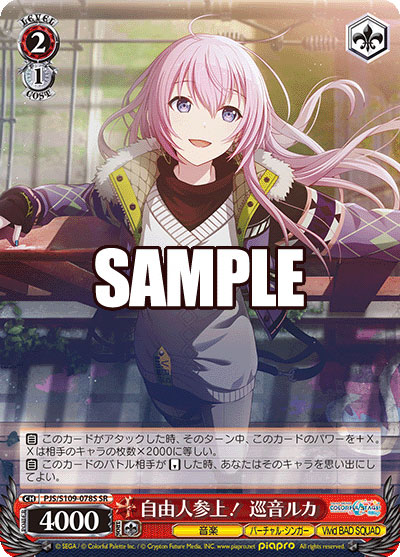 LEVEL
2
1
COST
SAMPLE
自 このカードがアタックした時、そのターン中、このカードのパワーを＋X。
Xは相手のキャラの枚数×2000に等しい。
自 このカードのバトル相手が 、した時、あなたはそのキャラを思い出に
してよい。
CH PJS/S109-078S SR
POWER 4000
自由人参上！ 巡音ルカ
COLORFUL STAGE
音楽
バーチャル・シンガー
Vivid BAD SQUAD
© SEGA / © Colorful Palette Inc. / © Crypton Future Media, INC. www.piapro.net piapro All rights reserved.